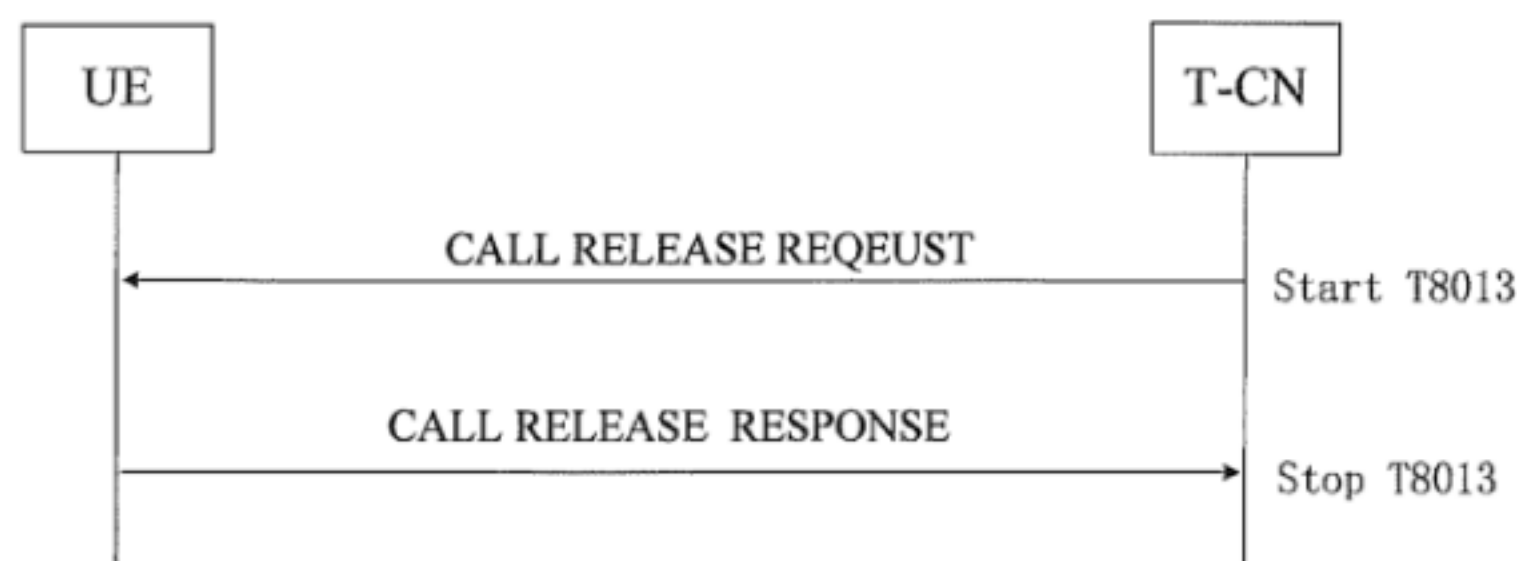 UE
T-CN
CALL RELEASE REQEUST
Start T8013
CALL RELEASE RESPONSE
Stop T8013